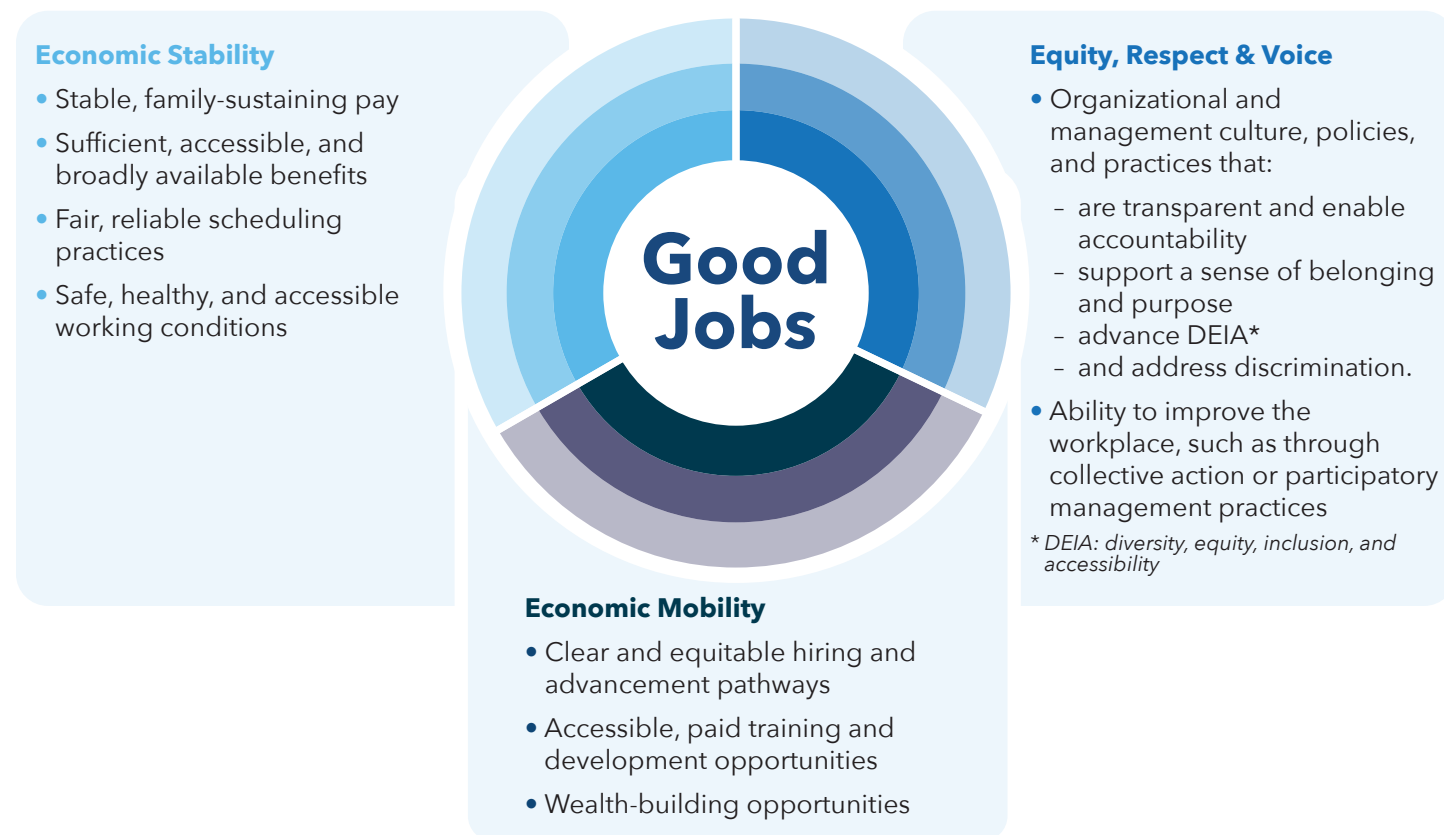 Economic Stability
• Stable, family-sustaining pay
• Sufficient, accessible, and
broadly available benefits
• Fair, reliable scheduling
practices
• Safe, healthy, and accessible
working conditions
Good
Jobs
Equity, Respect & Voice
• Organizational and
management culture, policies,
and practices that:
– are transparent and enable
accountability
– support a sense of belonging
and purpose
– advance DEIA*
– and address discrimination.
• Ability to improve the
workplace, such as through
collective action or participatory
management practices
* DEIA: diversity, equity, inclusion, and
accessibility
Economic Mobility
• Clear and equitable hiring and
advancement pathways
• Accessible, paid training and
development opportunities
• Wealth-building opportunities